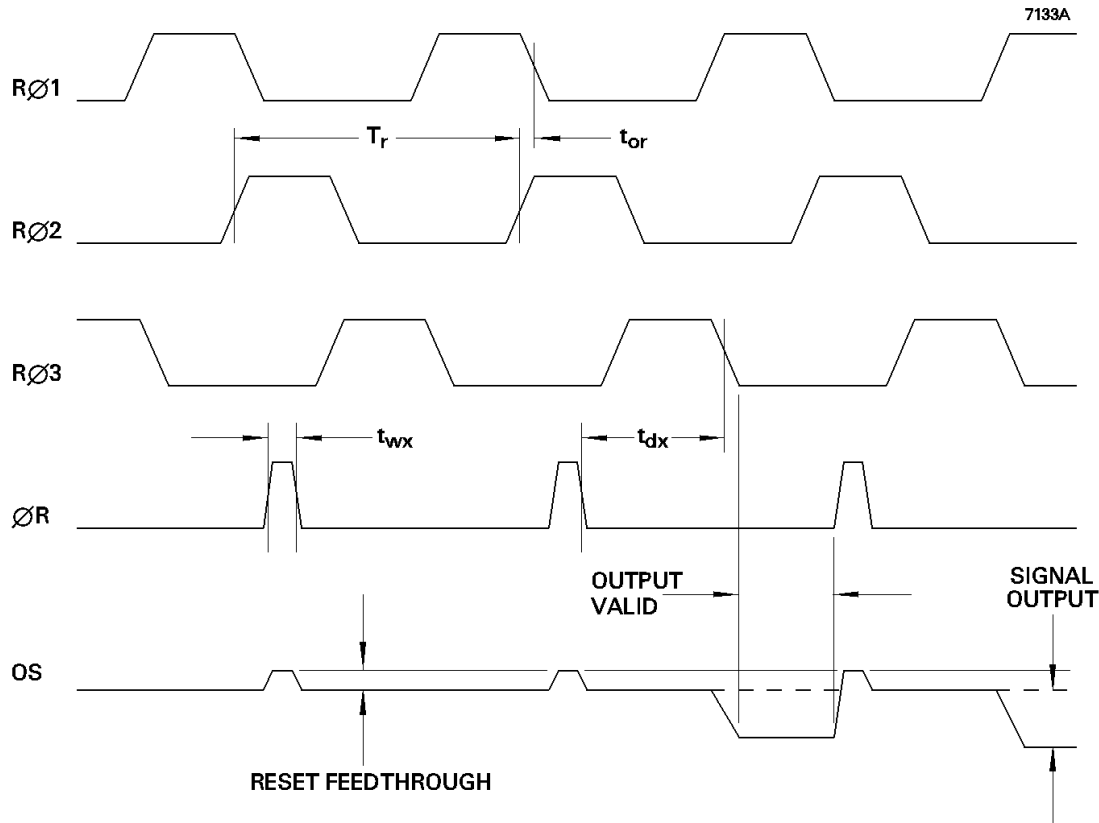 7133A
RØ1
Tr
tor
RØ2
RØ3
twx
tdx
ØR
OUTPUT
VALID
SIGNAL
OUTPUT
OS
RESET FEEDTHROUGH